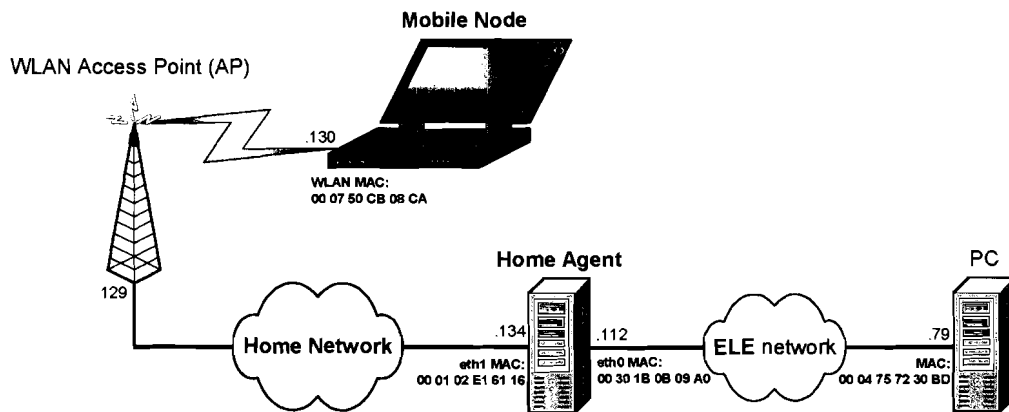 Mobile Node
WLAN Access Point (AP)
.130
WLAN MAC:
00 07 50 CB 08 CA
129
Home Network
Home Agent
.134
eth1 MAC:
00 01 02 E1 61 16
.112
eth0 MAC:
00 30 1B 0B 09 A0
ELE network
PC
.79
MAC:
00 04 75 72 30 BD